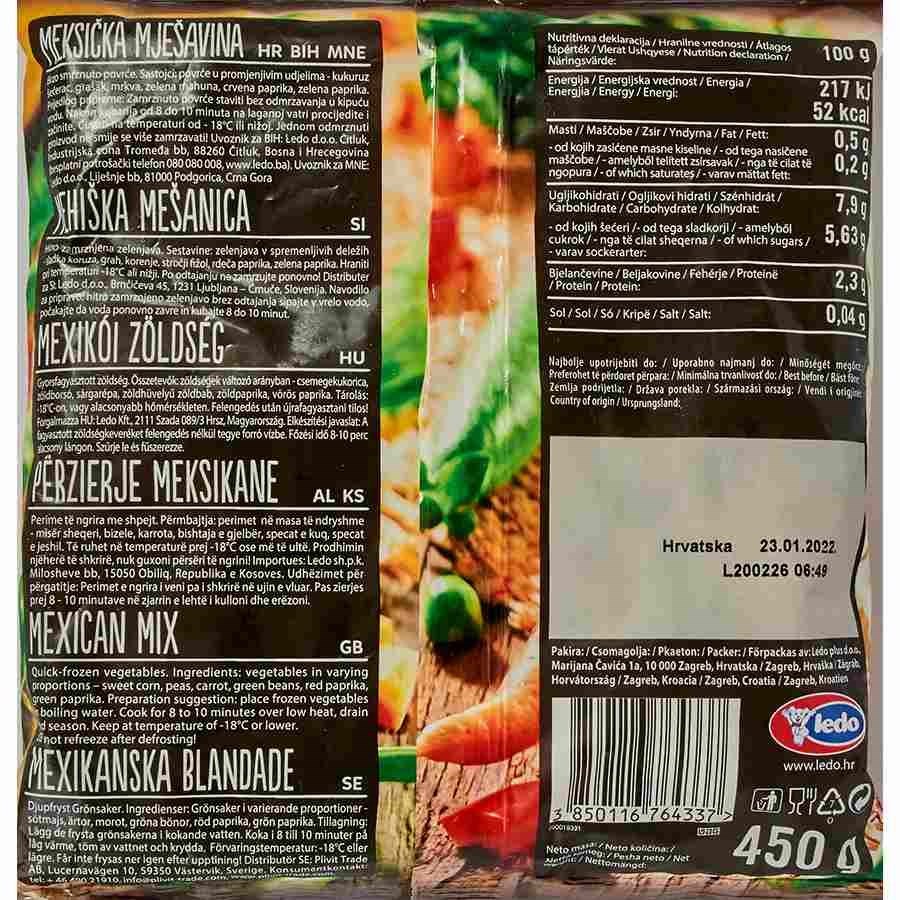 MEKSIČKA MJEŠAVINA HR BIH MNE
Brzo smrznuto povrće. Sastojci: povrće u promjenjivim udjelima - kukuruz
šećerac, grašak, mrkva, zelena mahuna, crvena paprika, zelena paprika.
Prijedlog pripreme: Zamrznuto povrće staviti bez odmrzavanja u kipuću
vodu. Nakon kuhanja od 8 do 10 minuta na laganoj vatri procijedite i
začinite. Čuvati na temperaturi od - 18°C ili nižoj. Jednom odmrznuti
proizvod ne smije se više zamrzavati! Uvoznik za BiH: Ledo d.o.o. Čitluk,
Industrijska zona Tromeđa bb, 88260 Čitluk, Bosna i Hrecegovina
besplatni potrošački telefon 080 080 008, www.ledo.ba). Uvoznik za MNE:
Ledo d.o.o., Liješnje bb, 81000 Podgorica, Crna Gora
MEHIŠKA MEŠANICA SI
Hitro zamrznjena zelenjava. Sestavine: zelenjava v spremenljivih deležih
- sladka koruza, grah, korenje, stročji fižol, rdeča paprika, zelena paprika. Hraniti
pri temperaturi -18°C ali nižji. Po odtajanju ne zamrzujte ponovno! Distributer
za SI: Ledo d.o.o., Brnčičeva 45, 1231 Ljubljana – Črnuče, Slovenija. Navodilo
za pripravo: hitro zamrznjeno zelenjavo brez odtajanja sipajte v vrelo vodo,
počakajte da voda ponovno zavre in kuhajte 8 do 10 minut.
MEXIKÓI ZÖLDSÉG HU
Gyorsfagyasztott zöldség. Összetevők: zöldségek változó arányban - csemegekukorica,
zöldborsó, sárgarépa, zöldhüvelyű zöldbab, zöldpaprika, vörös paprika. Tárolás:
-18°C-on, vagy alacsonyabb hőmérsékleten. Felengedés után újrafagyasztani tilos!
Forgalmazza HU: Ledo Kft., 2111 Szada 089/3 Hrsz, Magyarország. Elkészítési javaslat: A
fagyasztott zöldségkeveréket felengedés nélkül tegye forró vízbe. Főzési idő 8-10 perc
alacsony lángon. Szűrje le és fűszerezze.
PËRZIERJE MEKSIKANE AL KS
Perime të ngrira me shpejt. Përmbajtja: perimet në masa të ndryshme
- misër sheqeri, bizele, karrota, bishtaja e gjelbër, specat e kuq, specat
e jeshil. Të ruhet në temperaturë prej -18°C ose më të ultë. Prodhimin
njëherë të shkrirë, nuk guxoni përsëri të ngrini! Importues: Ledo sh.p.k.
Milosheve bb, 15050 Obiliq, Republika e Kosoves. Udhëzimet për
përgatitje: Perimet e ngrira i veni pa i shkrirë në ujin e vluar. Pas zierjes
prej 8 - 10 minutave në zjarrin e lehtë i kulloni dhe erëzoni.
MEXICAN MIX GB
Quick-frozen vegetables. Ingredients: vegetables in varying
proportions – sweet corn, peas, carrot, green beans, red paprika,
green paprika. Preparation suggestion: place frozen vegetables
in boiling water. Cook for 8 to 10 minutes over low heat, drain
and season. Keep at temperature of -18°C or lower.
Do not refreeze after defrosting!
MEXIKANSKA BLANDADE SE
Djupfryst Grönsaker. Ingredienser: Grönsaker i varierande proportioner -
sötmajs, ärtor, morot, gröna bönor, röd paprika, grön paprika. Tillagning:
Lägg de frysta grönsakerna i kokande vatten. Koka i 8 till 10 minuter på
låg värme, töm av vattnet och krydda. Förvaringstemperatur: -18°C eller
lägre. Får inte frysas ner igen efter upptining! Distributör SE: Plivit Trade
AB, Lucernavägen 10, 59350 Västervik, Sverige. Konsumentkontakt:
tel: + 46 490 21910, info@plivit-trade.com, www.plivit-trade.com
Nutritivna deklaracija / Hranilne vrednosti / Átlagos
tápérték / Vlerat Ushqyese / Nutrition declaration /
Näringsvärde: 100 g
Energija / Energijska vrednost / Energia / 217 kJ
Energjia / Energy / Energi: 52 kcal
Masti / Maščobe / Zsír / Yndyrna / Fat / Fett: 0,5 g
- od kojih zasićene masne kiseline / - od tega nasičene
maščobe / - amelyből telített zsírsavak / - nga të cilat të 0,2 g
ngopura / - of which saturates / - varav mättat fett:
Ugljikohidrati / Ogljikovi hidrati / Szénhidrát / 7,9 g
Karbohidrate / Carbohydrate / Kolhydrat:
- od kojih šećeri /- od tega sladkorji / - amelyből
cukrok / - nga të cilat sheqerna / - of which sugars / 5,63 g
- varav sockerarter:
Bjelančevine / Beljakovine / Fehérje / Proteinë 2,3 g
/ Protein / Protein:
Sol / Sol / Só / Kripë / Salt / Salt: 0,04 g
Najbolje upotrijebiti do: / Uporabno najmanj do: / Minőségét megőrzi:
Preferohet të përdoret përpara: / Minimálna trvanlivosť do: / Best before / Bäst före:
Zemlja podrijetla: / Država porekla: / Származási ország: / Vendi i origjinës:
Country of origin / Ursprungsland:
Hrvatska 23.01.2022.
L200226 06:49
Pakira: / Csomagolja: / Pkaeton: / Packer: / Förpackas av: Ledo plus d.o.o.,
Marijana Čavića 1a, 10 000 Zagreb, Hrvatska / Zagreb, Hrvaška / Zágráb,
Horvátország / Zagreb, Kroacia / Zagreb, Croatia / Zagreb, Kroatien
ledo
www.ledo.hr
3 850116 764337
Neto masa: / Neto količina: /
/ Pesha neto / Net
/ Nettomängd:
450 g